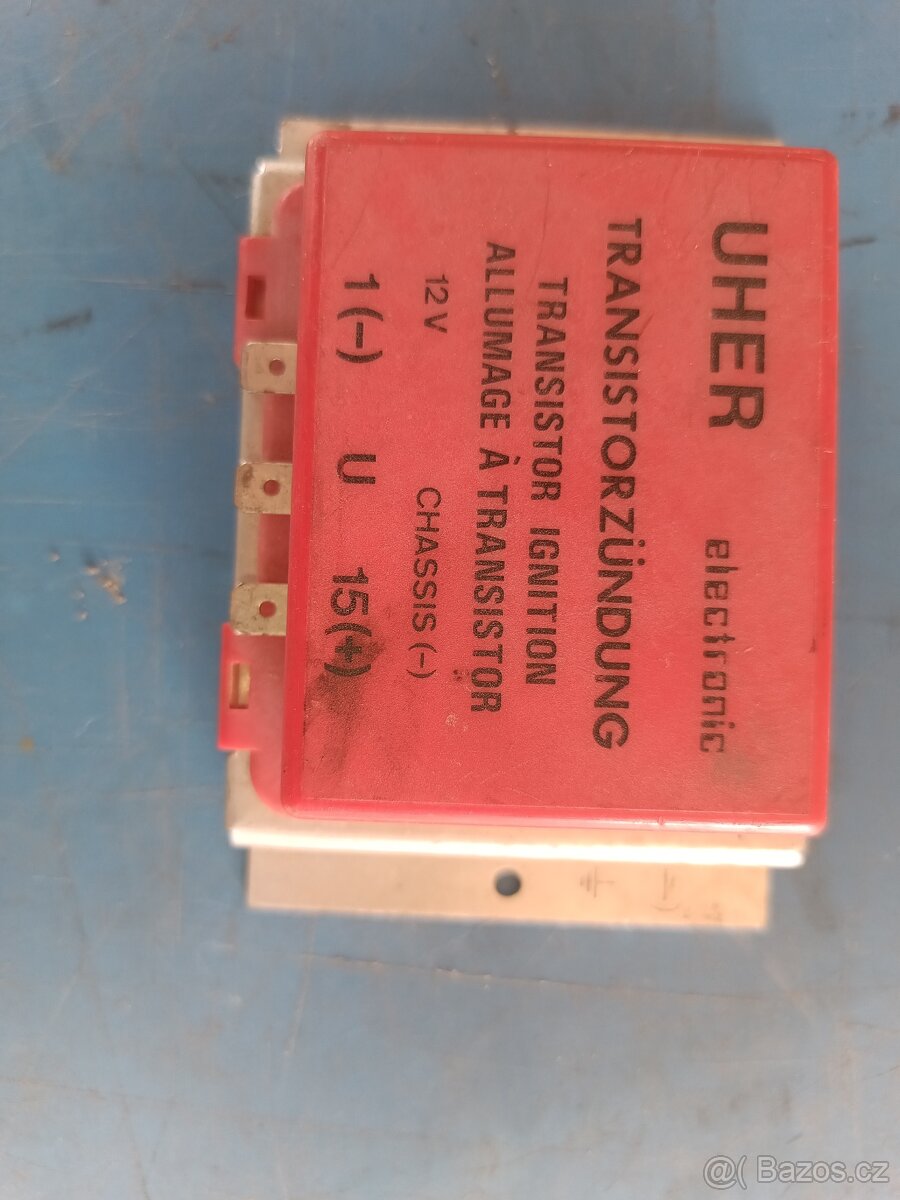 UHER electronic
TRANSISTORZÜNDUNG
TRANSISTOR IGNITION
ALLUMAGE À TRANSISTOR
12 V CHASSIS (-)
1(-) U 15(+)
@( Bazos.cz